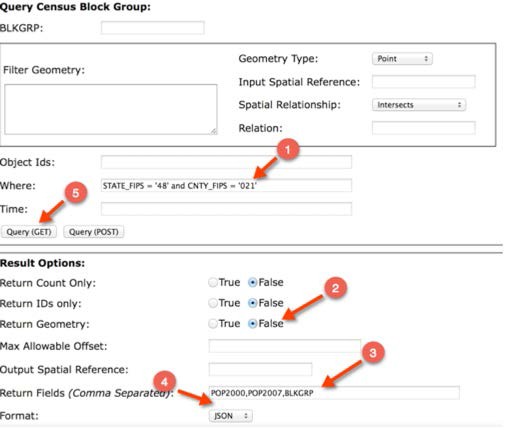 Query Census Block Group:
BLKGRP:
Filter Geometry:
Geometry Type: Point
Input Spatial Reference:
Spatial Relationship: Intersects
Relation:
Object Ids:
1
Where: STATE_FIPS = '48' and CNTY_FIPS = '021'
5
Time:
Query (GET) Query (POST)
Result Options:
Return Count Only: True False
Return IDs only: True False
2
Return Geometry: True False
Max Allowable Offset:
3
Output Spatial Reference:
4
Return Fields (Comma Separated): POP2000,POP2007,BLKGRP
Format: JSON